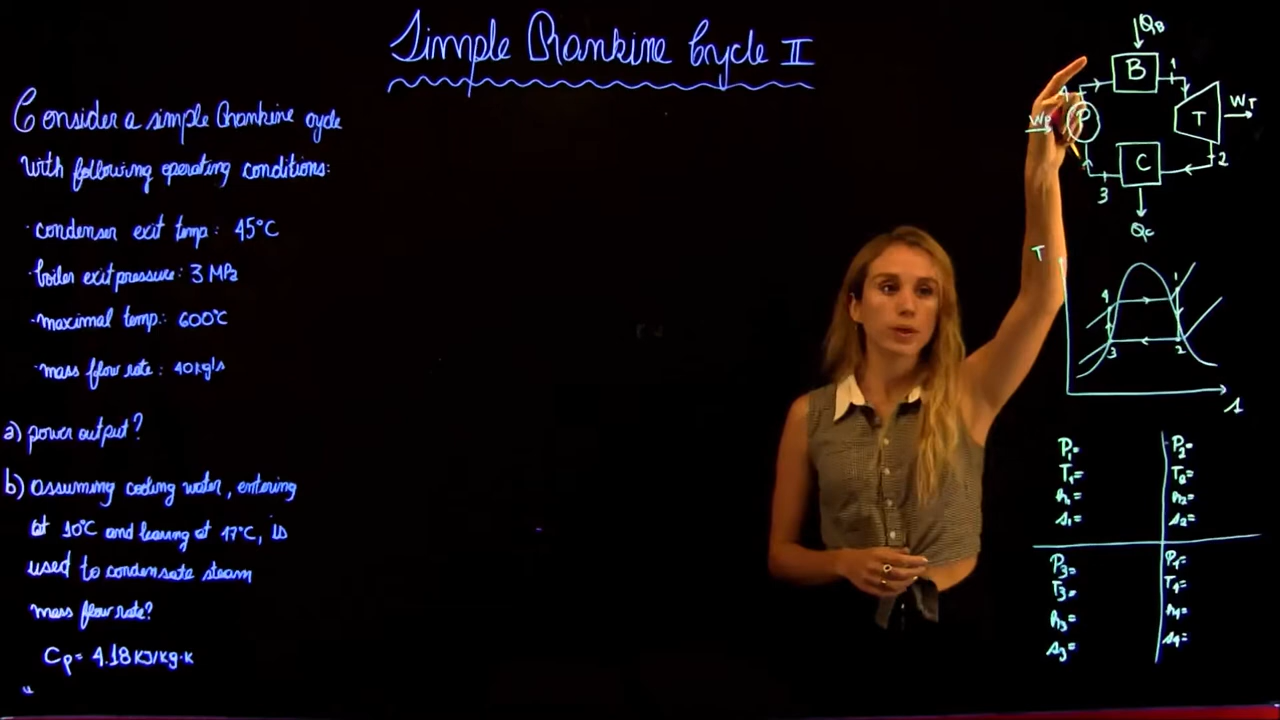 Simple Rankine Cycle II
Consider a simple Rankine cycle
with following operating conditions:
· condenser exit temp: 45°C
· boiler exit pressure: 3 MPa
· maximal temp: 600°C
· mass flow rate: 40 kg/s
a) power output?
b) assuming cooling water, entering
at 10°C and leaving at 17°C, is
used to condensate steam
mass flow rate?
Cp = 4.18 kJ/kg·K
QB
B
1
4
P
WP
T
WT
C
2
3
QC
T
1
4
3
2
s
P1=
T1=
h1=
s1=
P2=
T2=
h2=
s2=
P3=
T3=
h3=
s3=
P4=
T4=
h4=
s4=